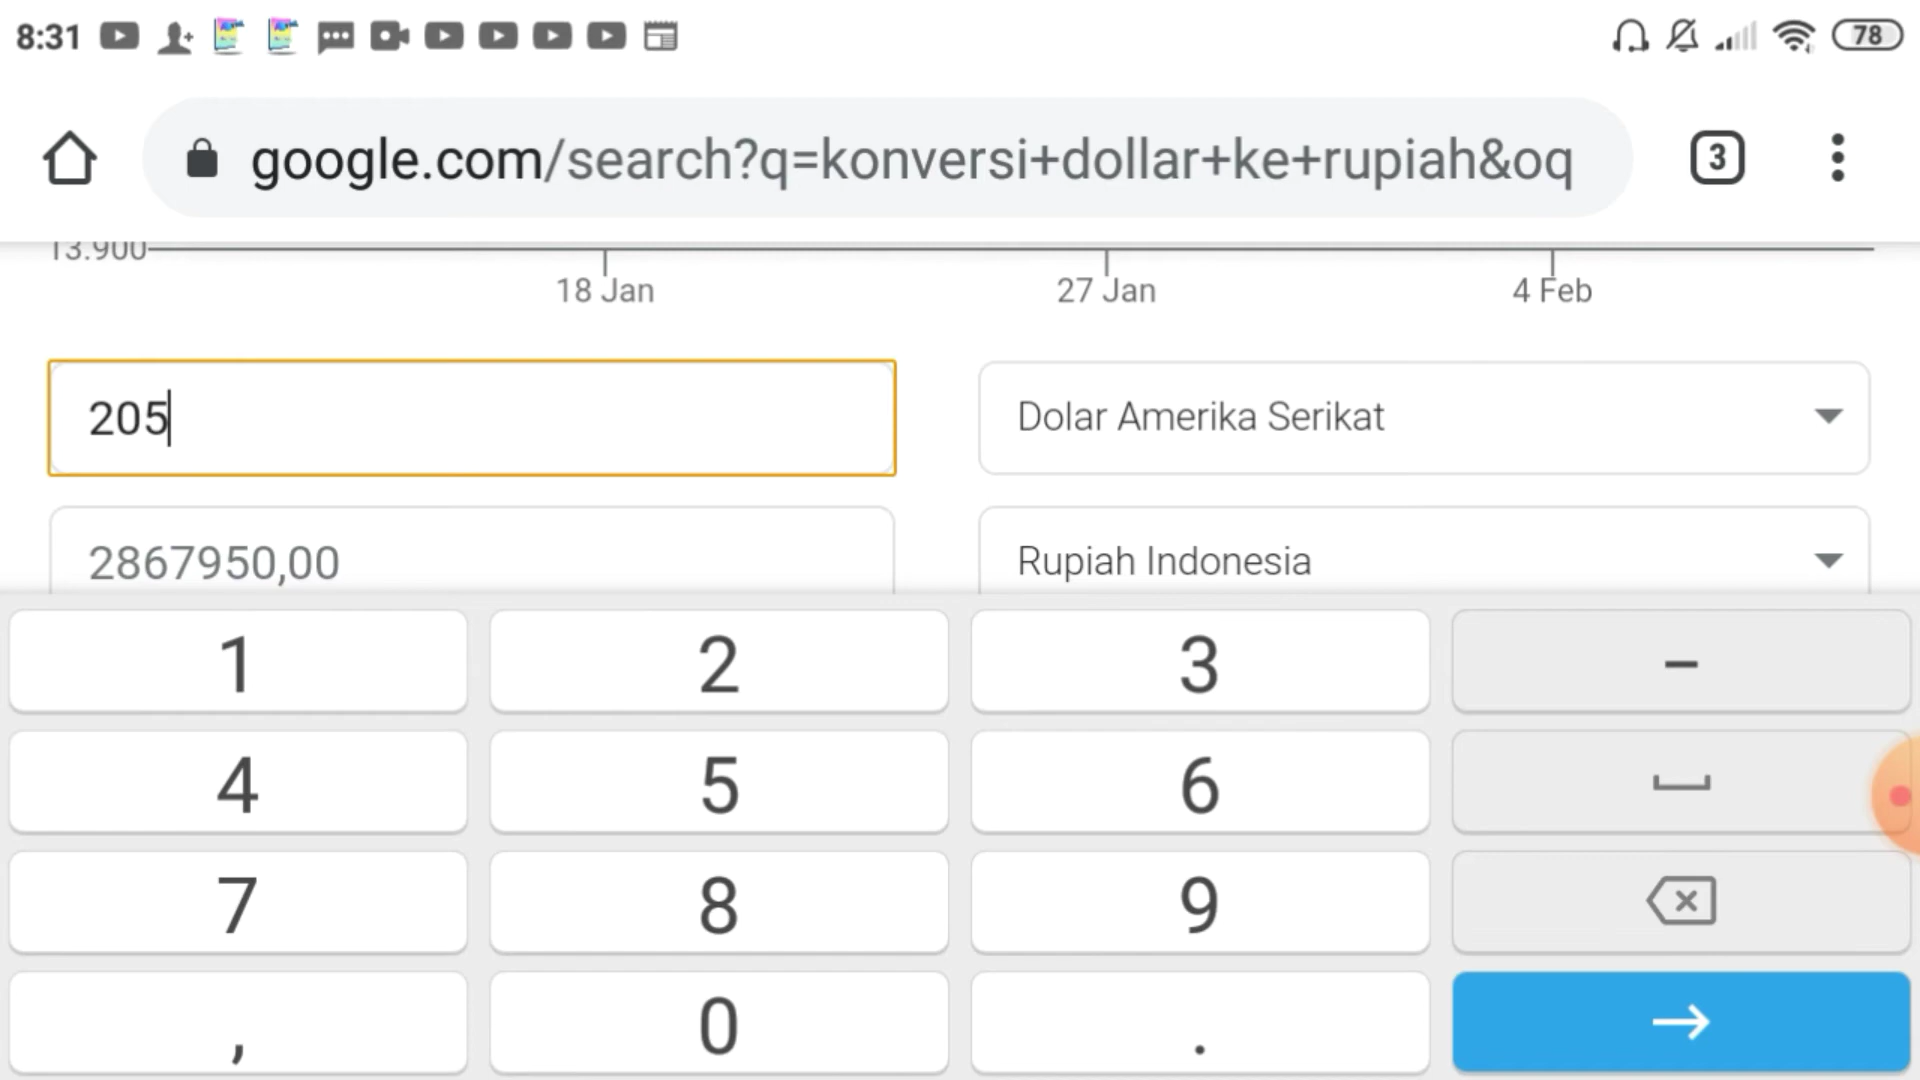 8:31
78
google.com/search?q=konversi+dollar+ke+rupiah&oq
3
13.900
18 Jan
27 Jan
4 Feb
205
Dolar Amerika Serikat
2867950,00
Rupiah Indonesia
1 2 3 –
4 5 6
7 8 9
, 0 .